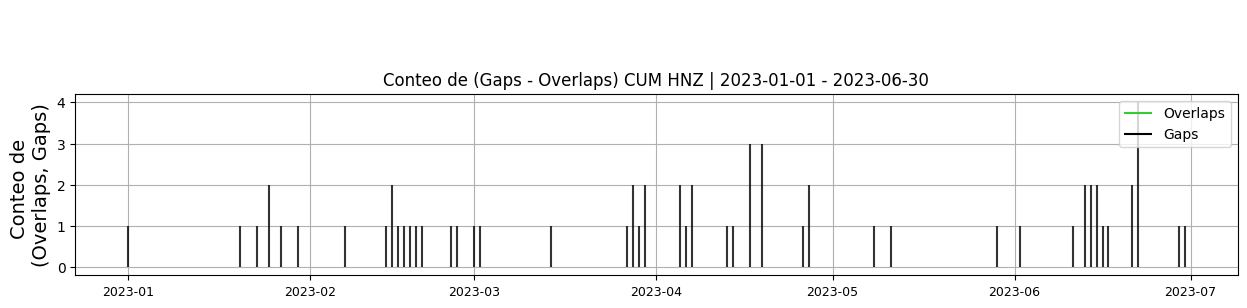 Conteo de (Gaps - Overlaps) CUM HNZ | 2023-01-01 - 2023-06-30
Conteo de
(Overlaps, Gaps)
4
3
2
1
0
Overlaps
Gaps
2023-01
2023-02
2023-03
2023-04
2023-05
2023-06
2023-07